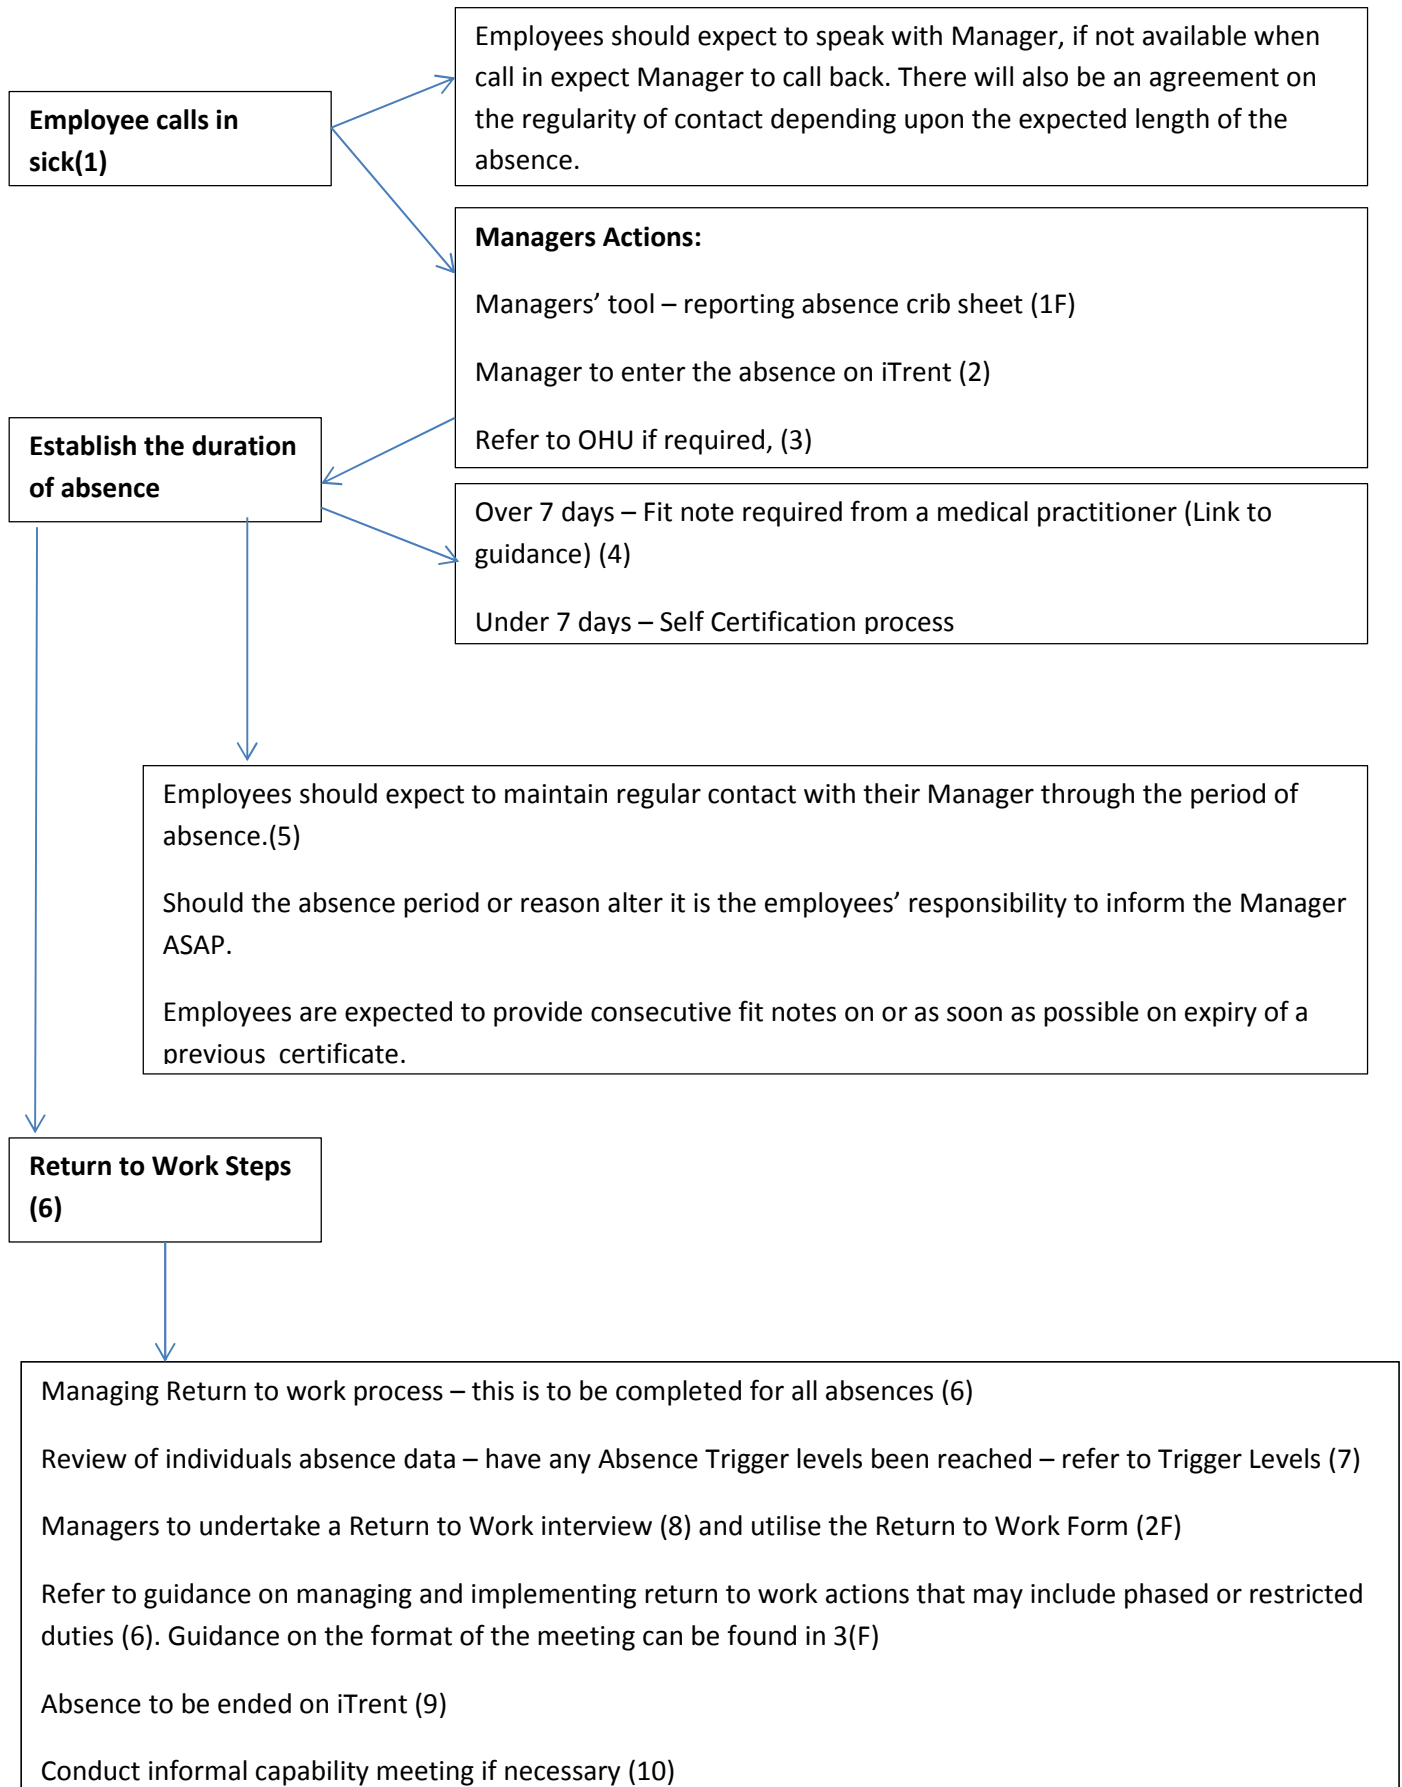 Employee calls in
sick(1)
Employees should expect to speak with Manager, if not available when
call in expect Manager to call back. There will also be an agreement on
the regularity of contact depending upon the expected length of the
absence.
Managers Actions:
Managers’ tool – reporting absence crib sheet (1F)
Manager to enter the absence on iTrent (2)
Refer to OHU if required, (3)
Establish the duration
of absence
Over 7 days – Fit note required from a medical practitioner (Link to
guidance) (4)
Under 7 days – Self Certification process
Employees should expect to maintain regular contact with their Manager through the period of
absence.(5)
Should the absence period or reason alter it is the employees’ responsibility to inform the Manager
ASAP.
Employees are expected to provide consecutive fit notes on or as soon as possible on expiry of a
previous  certificate.
Return to Work Steps
(6)
Managing Return to work process – this is to be completed for all absences (6)
Review of individuals absence data – have any Absence Trigger levels been reached – refer to Trigger Levels (7)
Managers to undertake a Return to Work interview (8) and utilise the Return to Work Form (2F)
Refer to guidance on managing and implementing return to work actions that may include phased or restricted
duties (6). Guidance on the format of the meeting can be found in 3(F)
Absence to be ended on iTrent (9)
Conduct informal capability meeting if necessary (10)